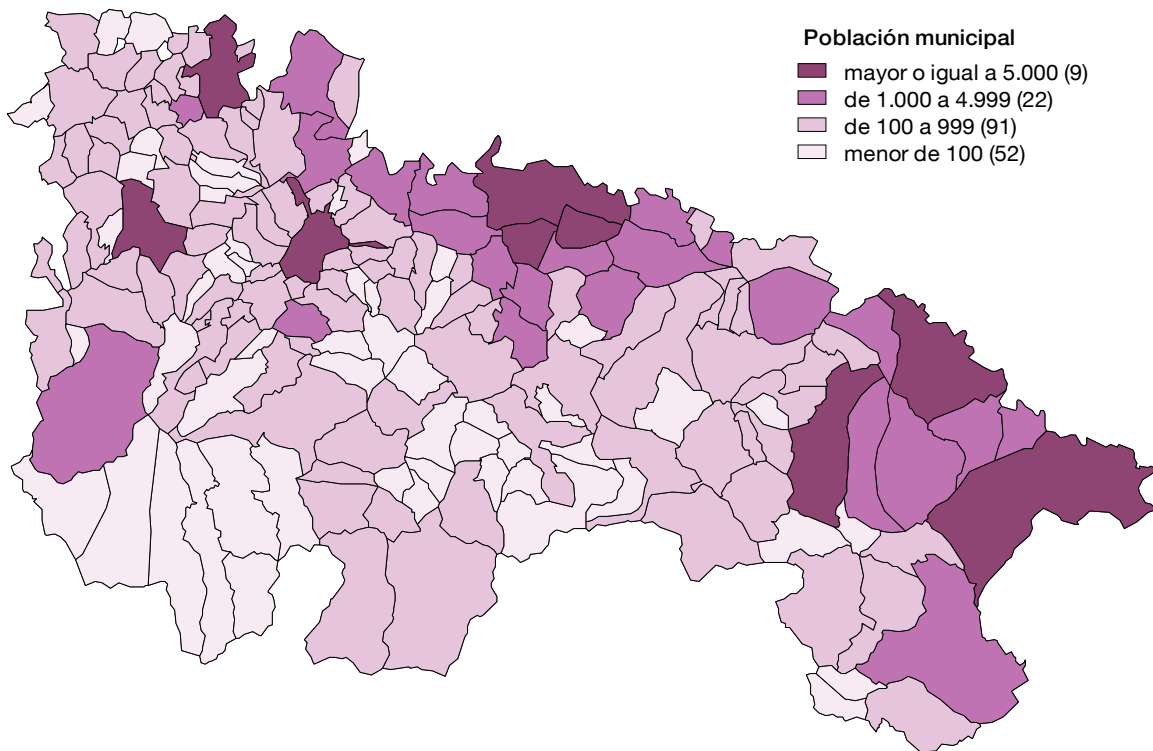 Población municipal
mayor o igual a 5.000 (9)
de 1.000 a 4.999 (22)
de 100 a 999 (91)
menor de 100 (52)